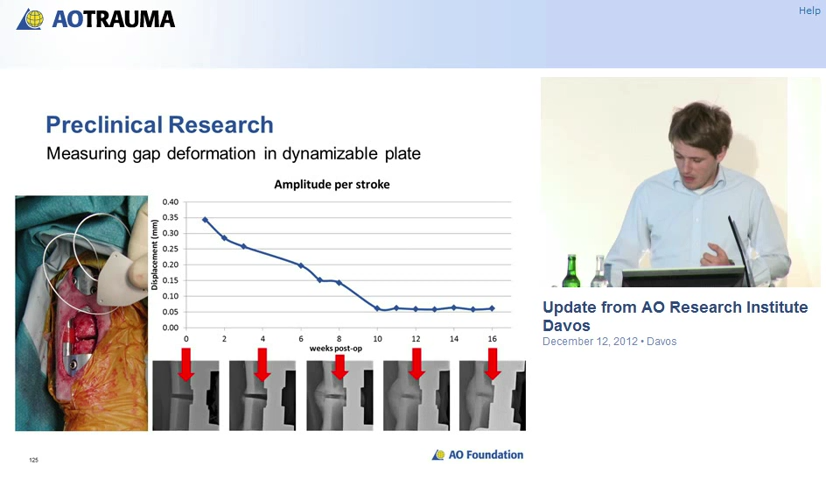 Help
AOTRAUMA
Preclinical Research
Measuring gap deformation in dynamizable plate
Amplitude per stroke
Displacement (mm)
0.40
0.35
0.30
0.25
0.20
0.15
0.10
0.05
0.00
0 2 4 6 8 10 12 14 16
weeks post-op
Update from AO Research Institute
Davos
December 12, 2012 • Davos
125
AO Foundation